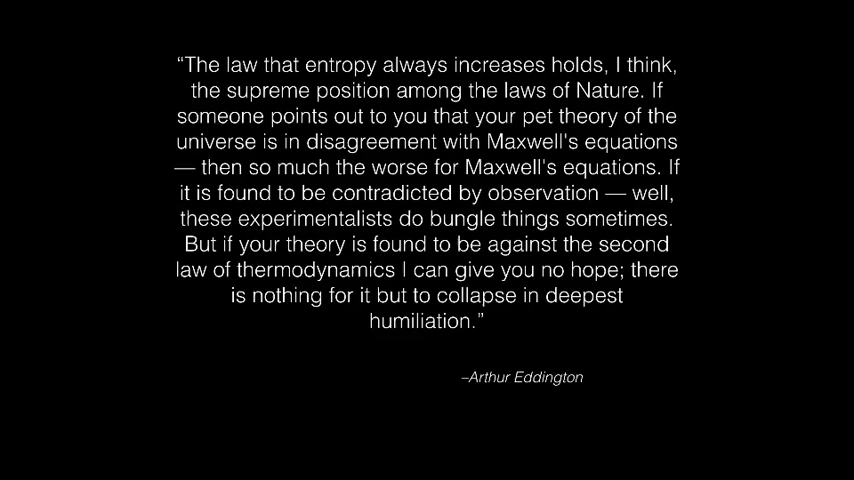 “The law that entropy always increases holds, I think,
the supreme position among the laws of Nature. If
someone points out to you that your pet theory of the
universe is in disagreement with Maxwell's equations
— then so much the worse for Maxwell's equations. If
it is found to be contradicted by observation — well,
these experimentalists do bungle things sometimes.
But if your theory is found to be against the second
law of thermodynamics I can give you no hope; there
is nothing for it but to collapse in deepest
humiliation.”
–Arthur Eddington